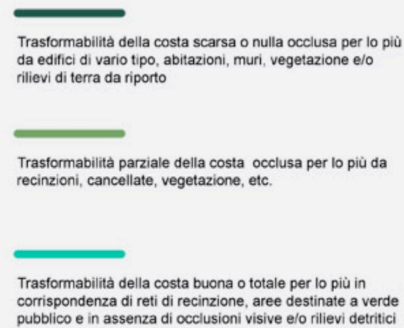 Trasformabilità della costa scarsa o nulla occlusa per lo più
da edifici di vario tipo, abitazioni, muri, vegetazione e/o
rilievi di terra da riporto
Trasformabilità parziale della costa occlusa per lo più da
recinzioni, cancellate, vegetazione, etc.
Trasformabilità della costa buona o totale per lo più in
corrispondenza di reti di recinzione, aree destinate a verde
pubblico e in assenza di occlusioni visive e/o rilievi detritici